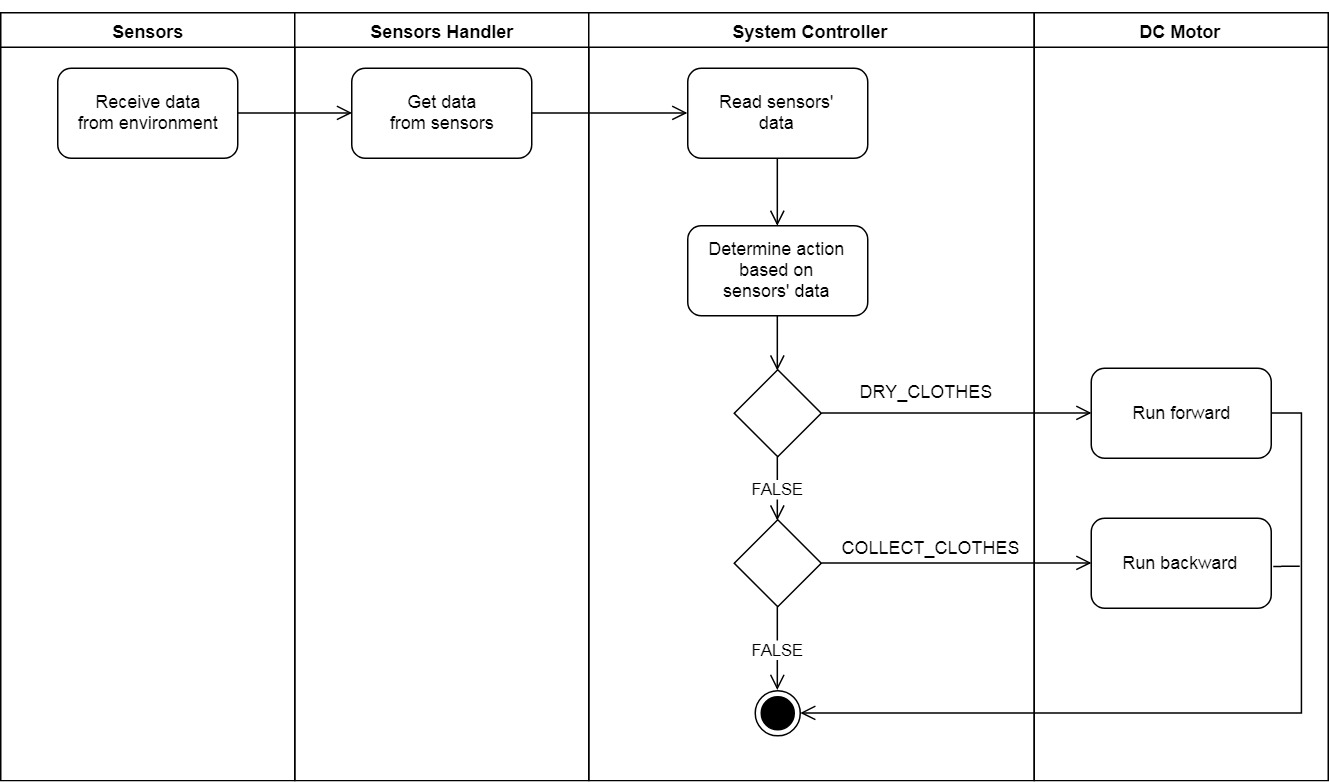 Sensors
Sensors Handler
System Controller
DC Motor
Receive data
from environment
Get data
from sensors
Read sensors'
data
Determine action
based on
sensors' data
DRY_CLOTHES
Run forward
FALSE
COLLECT_CLOTHES
Run backward
FALSE